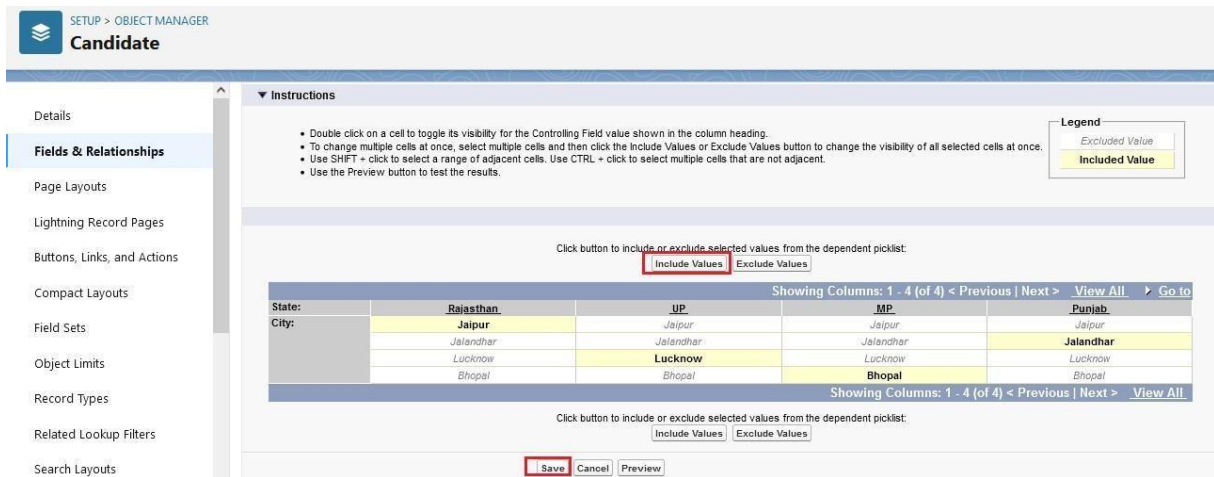 SETUP > OBJECT MANAGER
Candidate
Details
Fields & Relationships
Page Layouts
Lightning Record Pages
Buttons, Links, and Actions
Compact Layouts
Field Sets
Object Limits
Record Types
Related Lookup Filters
Search Layouts
▼ Instructions
• Double click on a cell to toggle its visibility for the Controlling Field value shown in the column heading.
• To change multiple cells at once, select multiple cells and then click the Include Values or Exclude Values button to change the visibility of all selected cells at once.
• Use SHIFT + click to select a range of adjacent cells. Use CTRL + click to select multiple cells that are not adjacent.
• Use the Preview button to test the results.
Legend
Excluded Value
Included Value
Click button to include or exclude selected values from the dependent picklist:
Include Values Exclude Values
Showing Columns: 1 - 4 (of 4) < Previous | Next > View All Go to
State: Rajasthan UP MP Punjab
City: Jaipur Jaipur Jaipur Jaipur
Jalandhar Jalandhar Jalandhar Jalandhar
Lucknow Lucknow Lucknow Lucknow
Bhopal Bhopal Bhopal Bhopal
Showing Columns: 1 - 4 (of 4) < Previous | Next > View All
Click button to include or exclude selected values from the dependent picklist:
Include Values Exclude Values
Save Cancel Preview